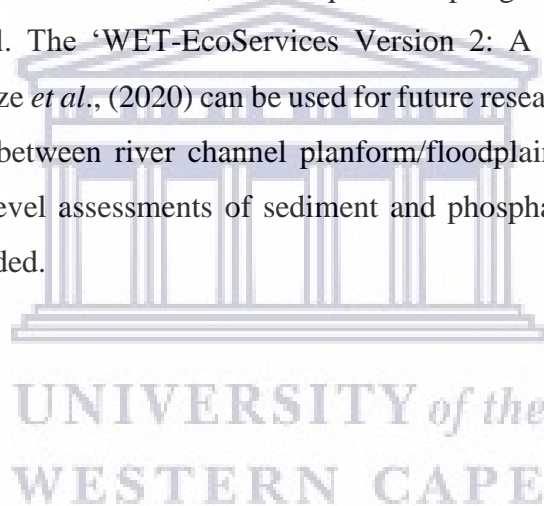 l. The ‘WET-EcoServices Version 2: A
ze et al., (2020) can be used for future resea
between river channel planform/floodplain
evel assessments of sediment and phospha
ded.
UNIVERSITY of the
WESTERN CAPE